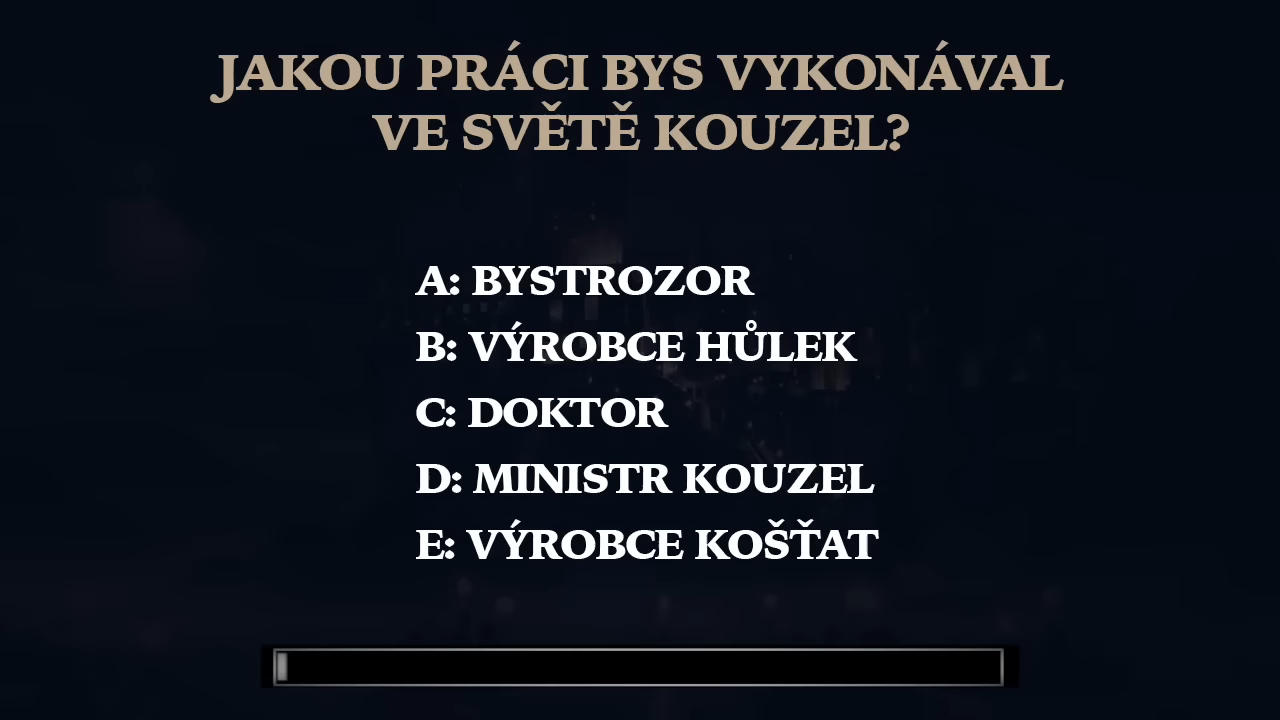 JAKOU PRÁCI BYS VYKONÁVAL
VE SVĚTĚ KOUZEL?
A: BYSTROZOR
B: VÝROBCE HŮLEK
C: DOKTOR
D: MINISTR KOUZEL
E: VÝROBCE KOŠŤAT